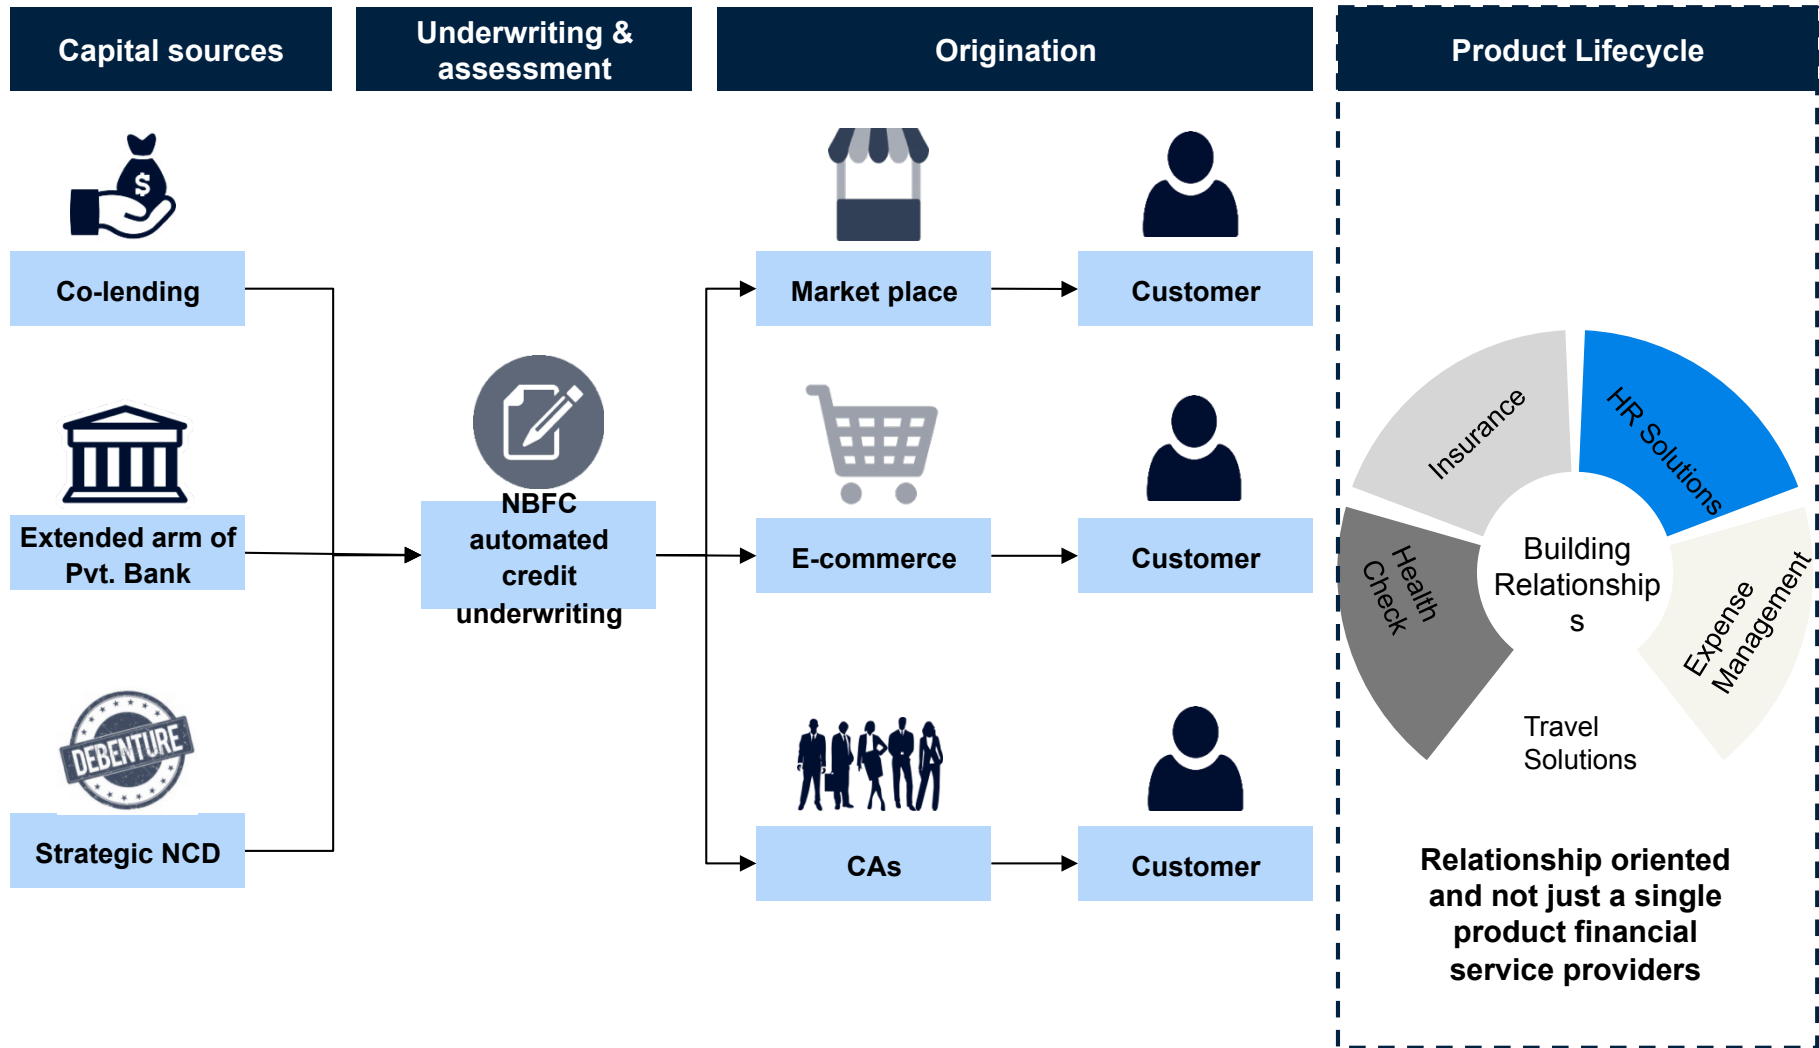 Capital sources
Underwriting &
assessment
Origination
Product Lifecycle
$
Co-lending
Market place
Customer
Extended arm of
Pvt. Bank
NBFC
automated
credit
underwriting
E-commerce
Customer
DEBENTURE
Strategic NCD
CAs
Customer
Insurance
HR Solutions
Health
Check
Building
Relationship
s
Expense
Management
Travel
Solutions
Relationship oriented
and not just a single
product financial
service providers